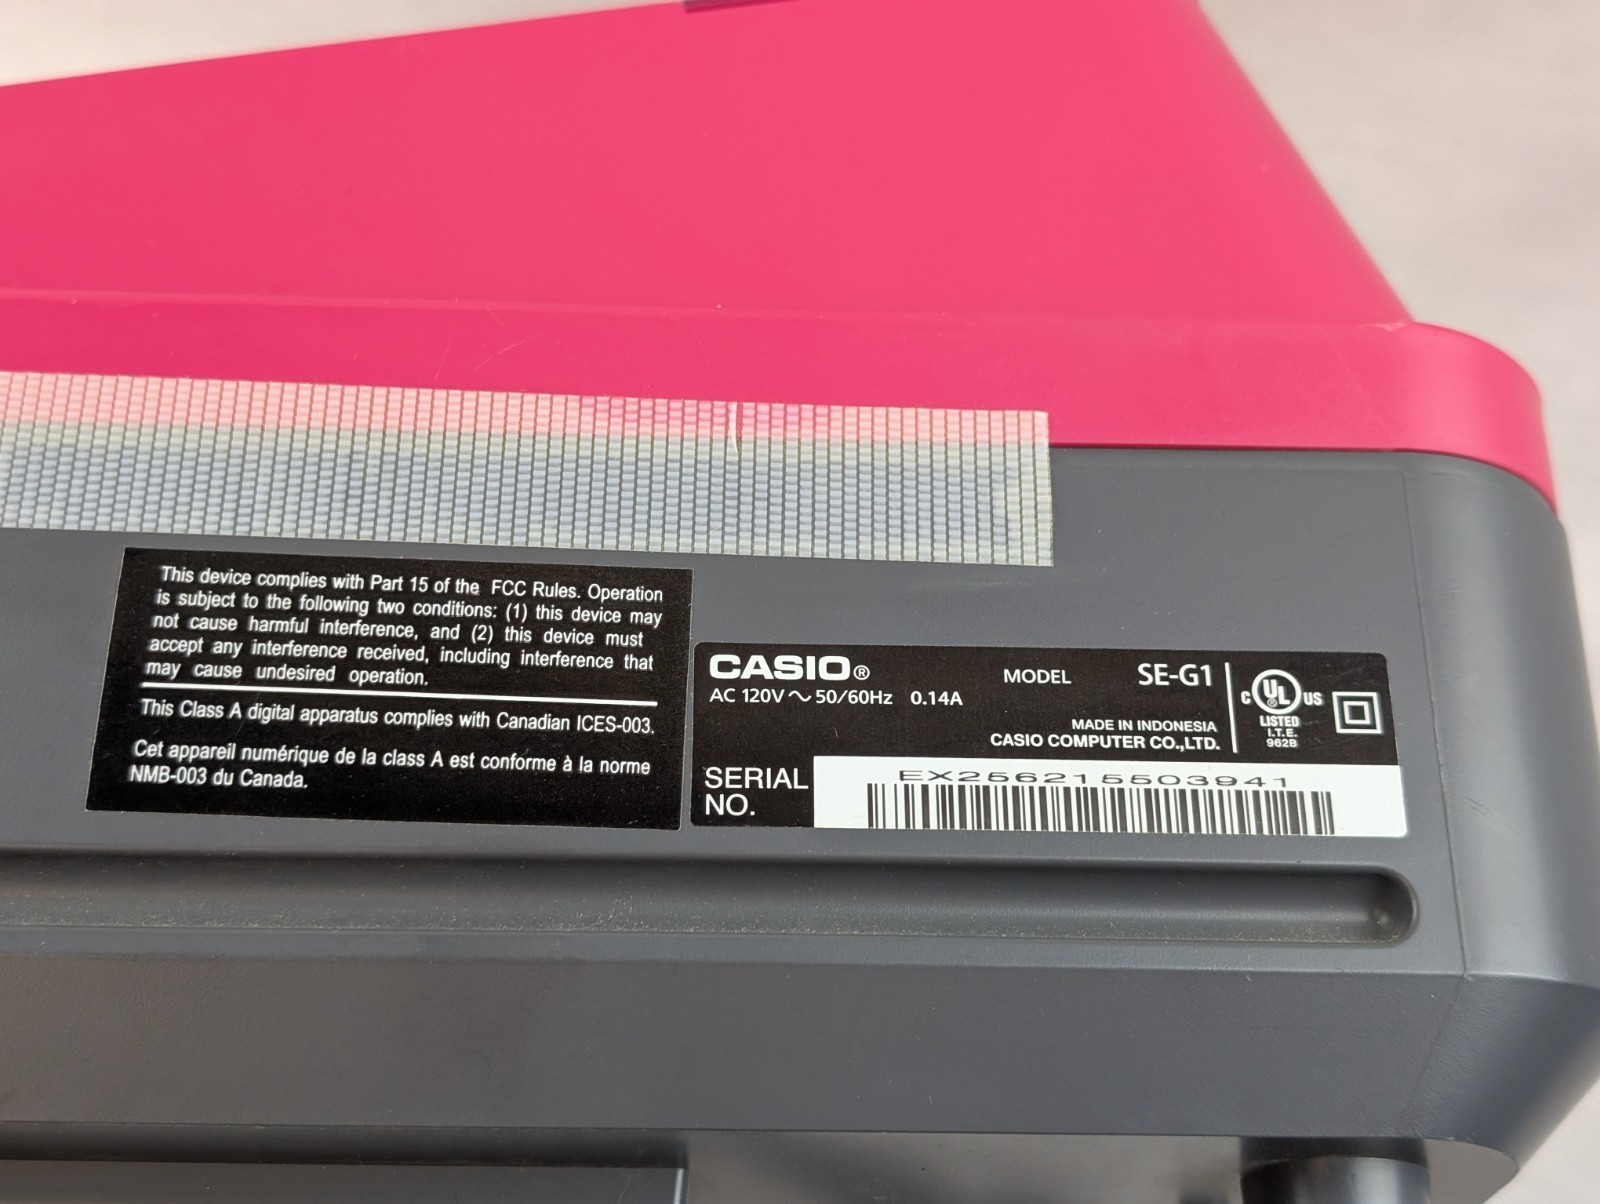 This device complies with Part 15 of the FCC Rules. Operation
is subject to the following two conditions: (1) this device may
not cause harmful interference, and (2) this device must
accept any interference received, including interference that
may cause undesired operation.
This Class A digital apparatus complies with Canadian ICES-003.
Cet appareil numérique de la class A est conforme à la norme
NMB-003 du Canada.
CASIO®
AC 120V ~ 50/60Hz 0.14A
MODEL SE-G1
MADE IN INDONESIA
CASIO COMPUTER CO.,LTD.
C UL® US
LISTED
I.T.E.
962B
SERIAL
NO.
EX256215503941